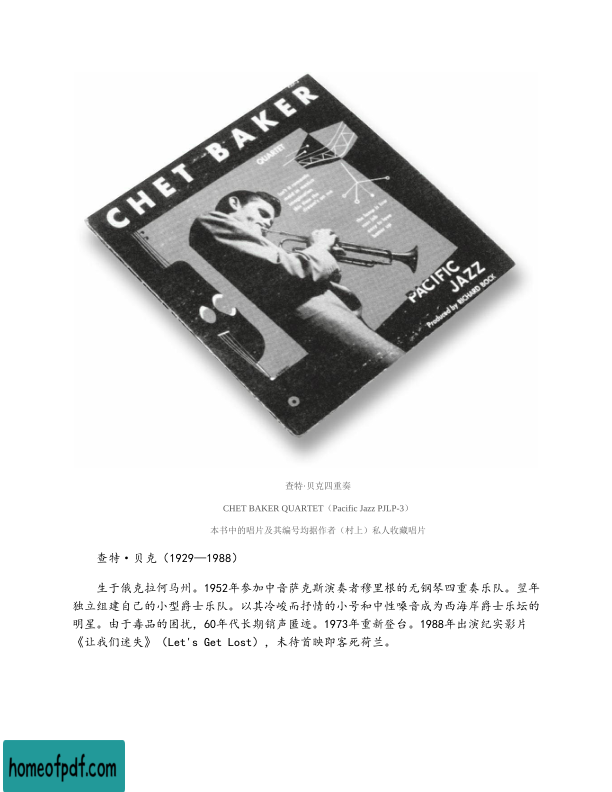 CHET BAKER
QUARTET
PACIFIC
JAZZ
Produced by RICHARD BOCK
查特·贝克四重奏
CHET BAKER QUARTET（Pacific Jazz PJLP-3）
本书中的唱片及其编号均据作者（村上）私人收藏唱片
查特·贝克（1929—1988）
生于俄克拉何马州。1952年参加中音萨克斯演奏者穆里根的无钢琴四重奏乐队。翌年
独立组建自己的小型爵士乐队。以其冷峻而抒情的小号和中性嗓音成为西海岸爵士乐坛的
明星。由于毒品的困扰，60年代长期销声匿迹。1973年重新登台。1988年出演纪实影片
《让我们迷失》（Let's Get Lost），未待首映即客死荷兰。
homeofpdf.com